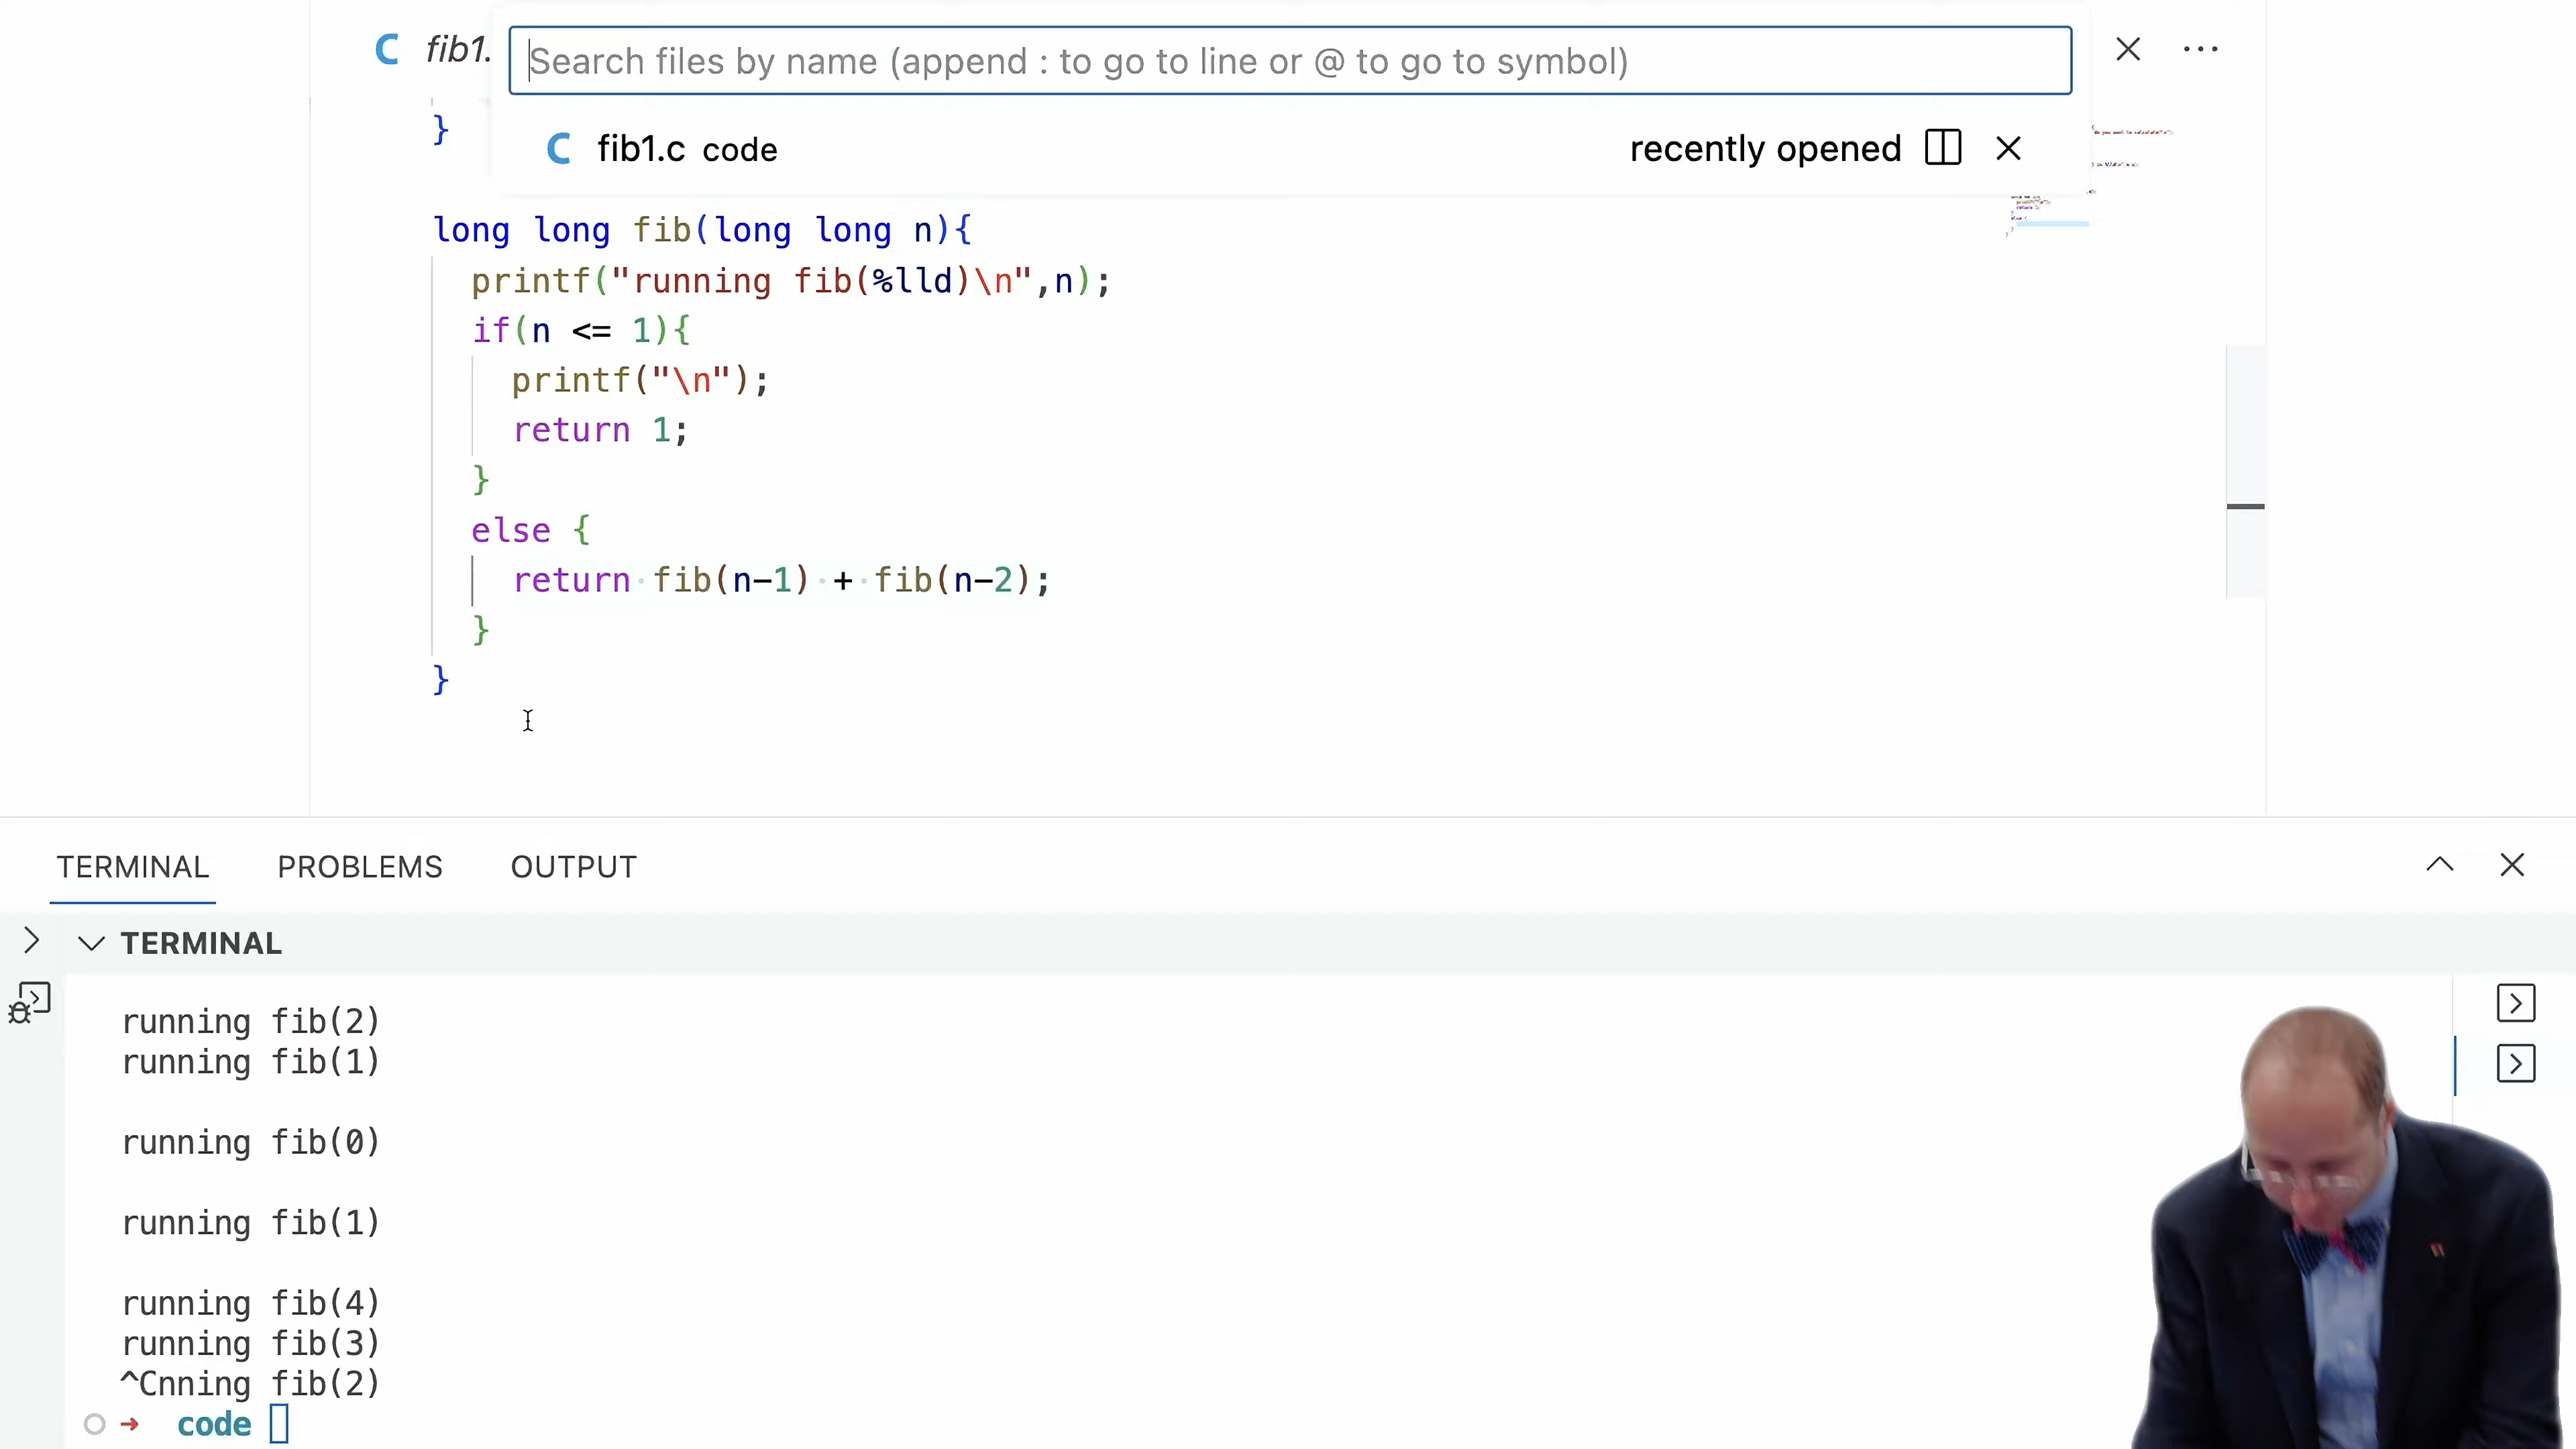 fib1.
Search files by name (append : to go to line or @ to go to symbol)
fib1.c code
recently opened
}
long long fib(long long n){
printf("running fib(%lld)\n",n);
if(n <= 1){
printf("\n");
return 1;
}
else {
return fib(n-1) + fib(n-2);
}
}
TERMINAL PROBLEMS OUTPUT
TERMINAL
running fib(2)
running fib(1)
running fib(0)
running fib(1)
running fib(4)
running fib(3)
^Cnning fib(2)
→ code